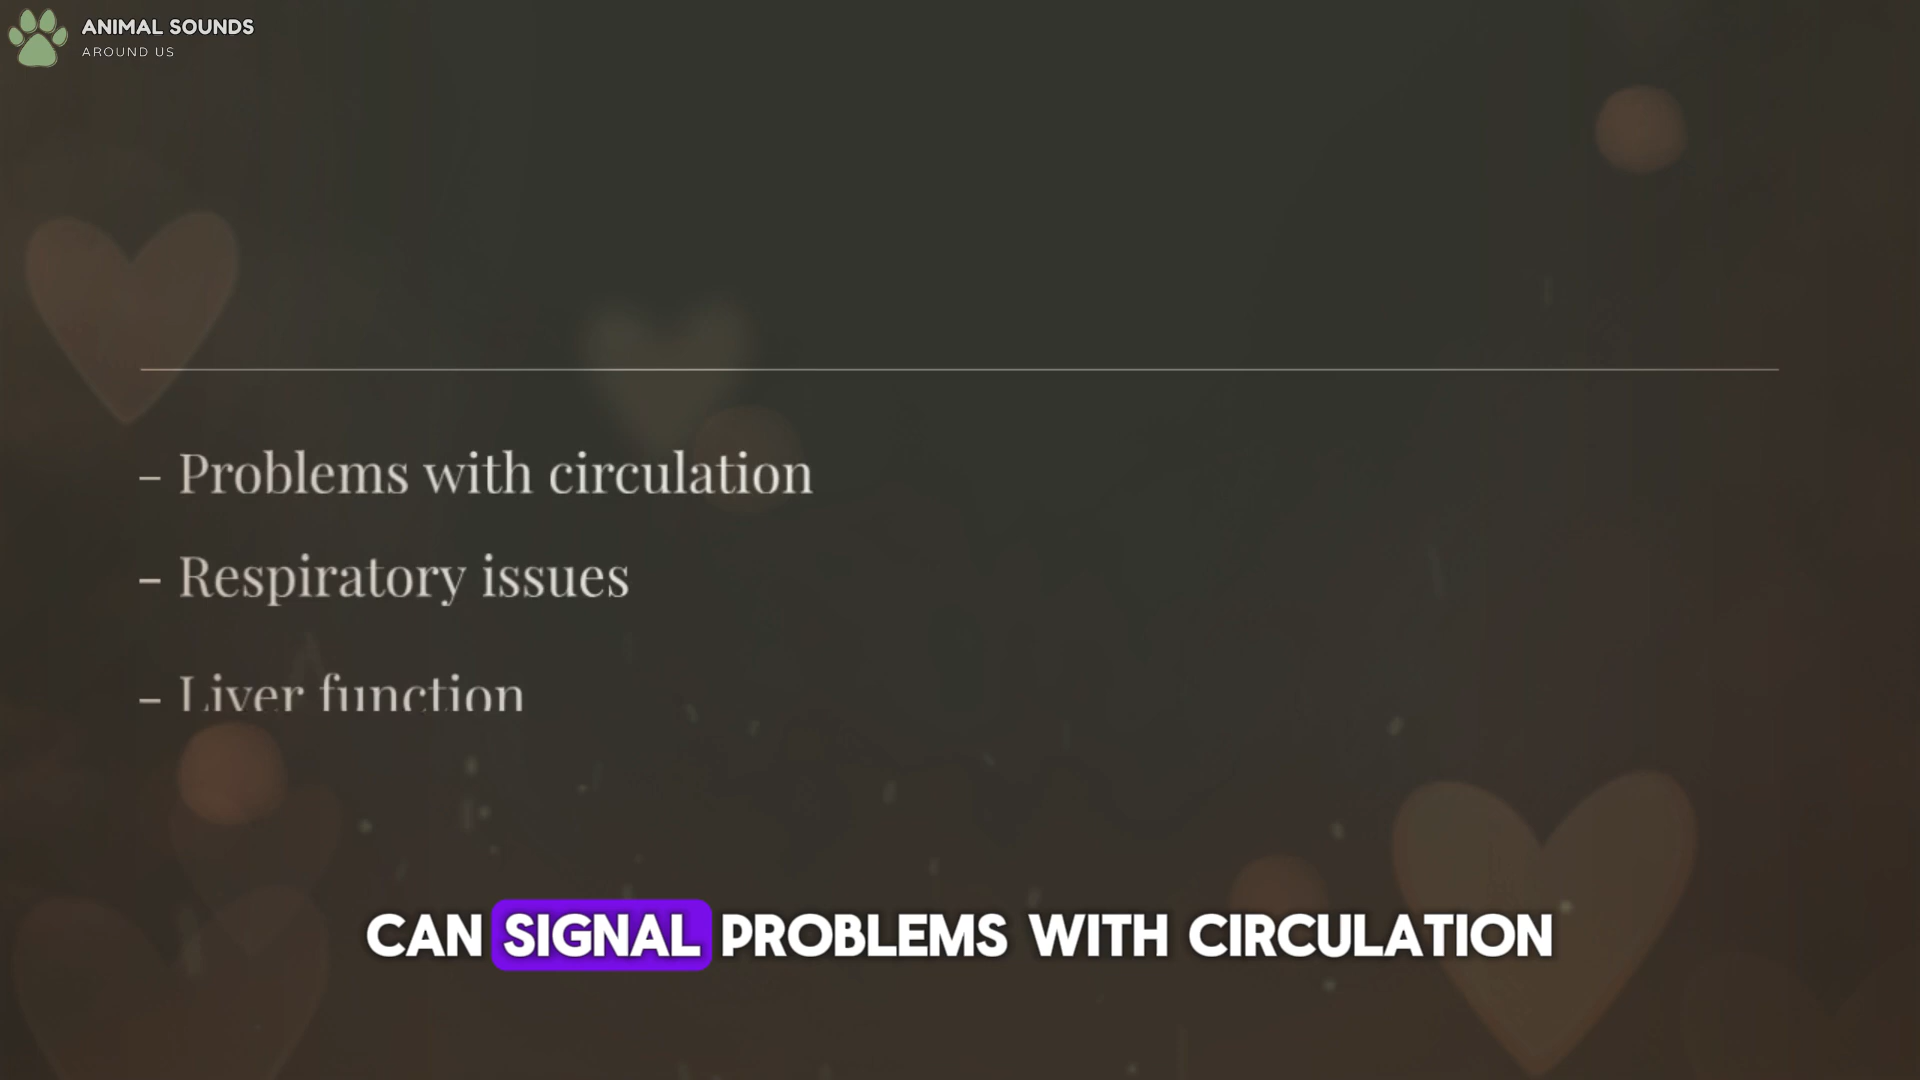 ANIMAL SOUNDS
AROUND US
– Problems with circulation
– Respiratory issues
– Liver function
CAN SIGNAL PROBLEMS WITH CIRCULATION